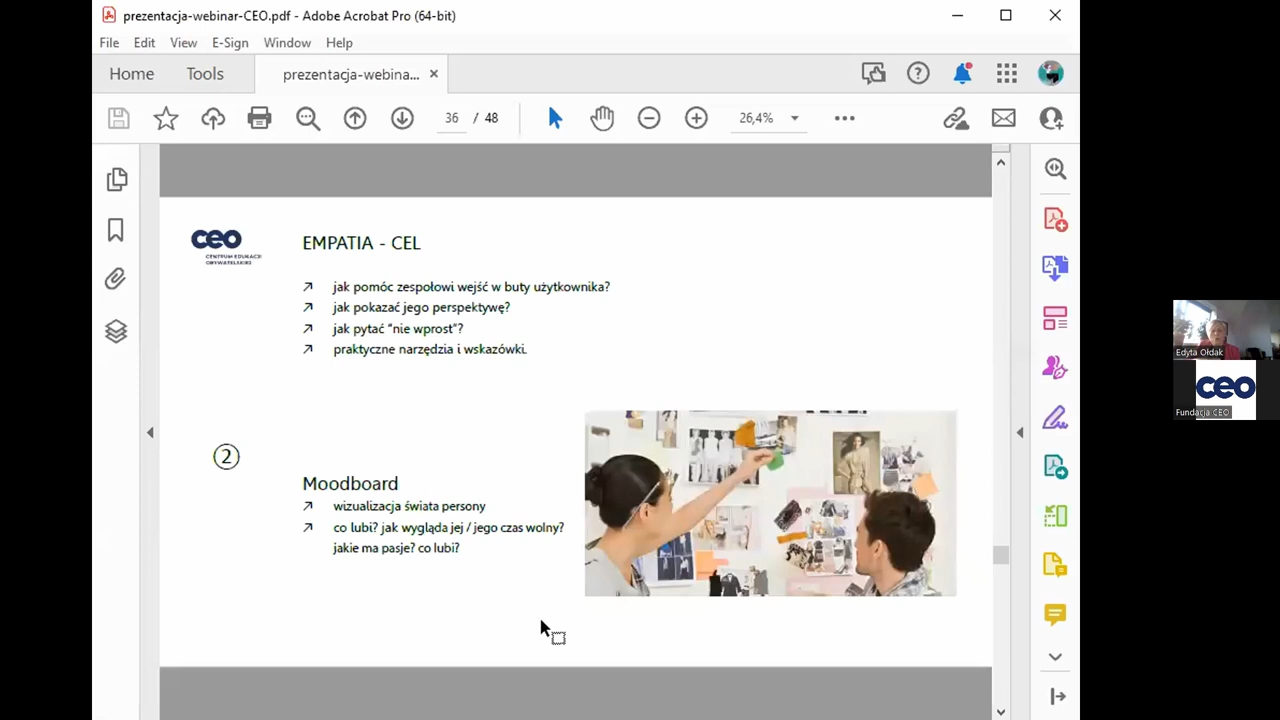 prezentacja-webinar-CEO.pdf - Adobe Acrobat Pro (64-bit)
File Edit View E-Sign Window Help
Home Tools prezentacja-webina... ×
36 / 48 26,4%
ceo
CENTRUM EDUKACJI
OBYWATELSKIEJ
EMPATIA - CEL
jak pomóc zespołowi wejść w buty użytkownika?
jak pokazać jego perspektywę?
jak pytać “nie wprost”?
praktyczne narzędzia i wskazówki.
2
Moodboard
wizualizacja świata persony
co lubi? jak wygląda jej / jego czas wolny?
jakie ma pasje? co lubi?
Edyta Ołdak
ceo
Fundacja CEO